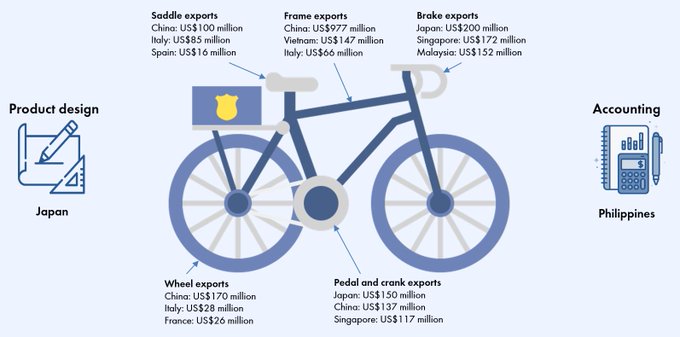 Saddle exports
China: US$100 million
Italy: US$85 million
Spain: US$16 million
Frame exports
China: US$977 million
Vietnam: US$147 million
Italy: US$66 million
Brake exports
Japan: US$200 million
Singapore: US$172 million
Malaysia: US$152 million
Product design
Japan
Accounting
$
Philippines
Wheel exports
China: US$170 million
Italy: US$28 million
France: US$26 million
Pedal and crank exports
Japan: US$150 million
China: US$137 million
Singapore: US$117 million